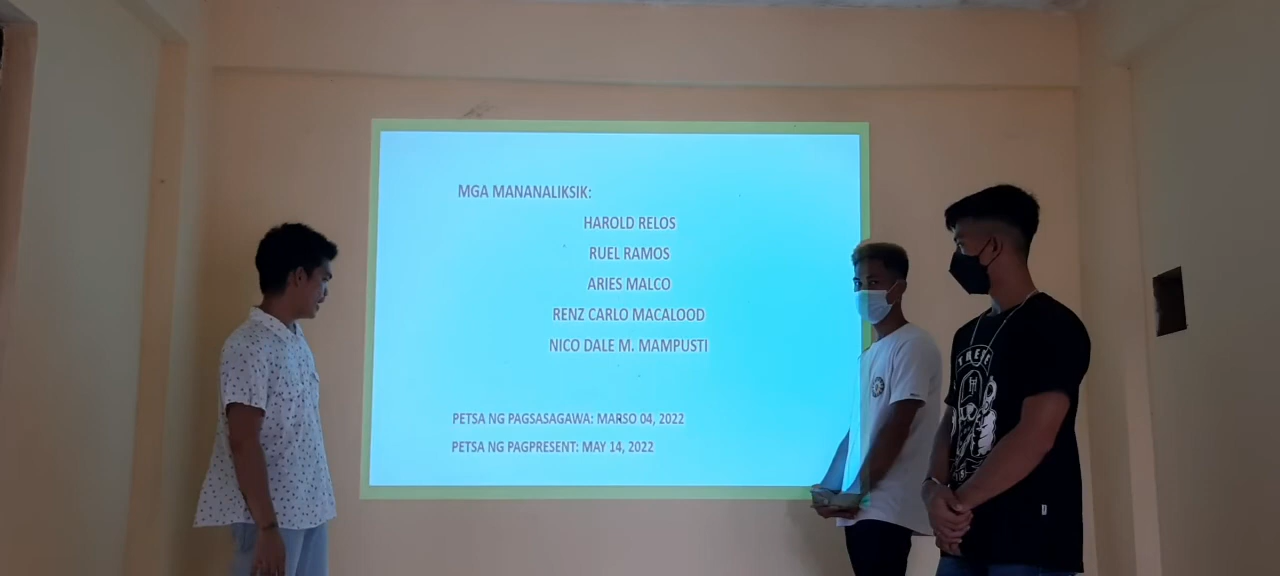 MGA MANANALIKSIK:
HAROLD RELOS
RUEL RAMOS
ARIES MALCO
RENZ CARLO MACALOOD
NICO DALE M. MAMPUSTI
PETSA NG PAGSASAGAWA: MARSO 04, 2022
PETSA NG PAGPRESENT: MAY 14, 2022